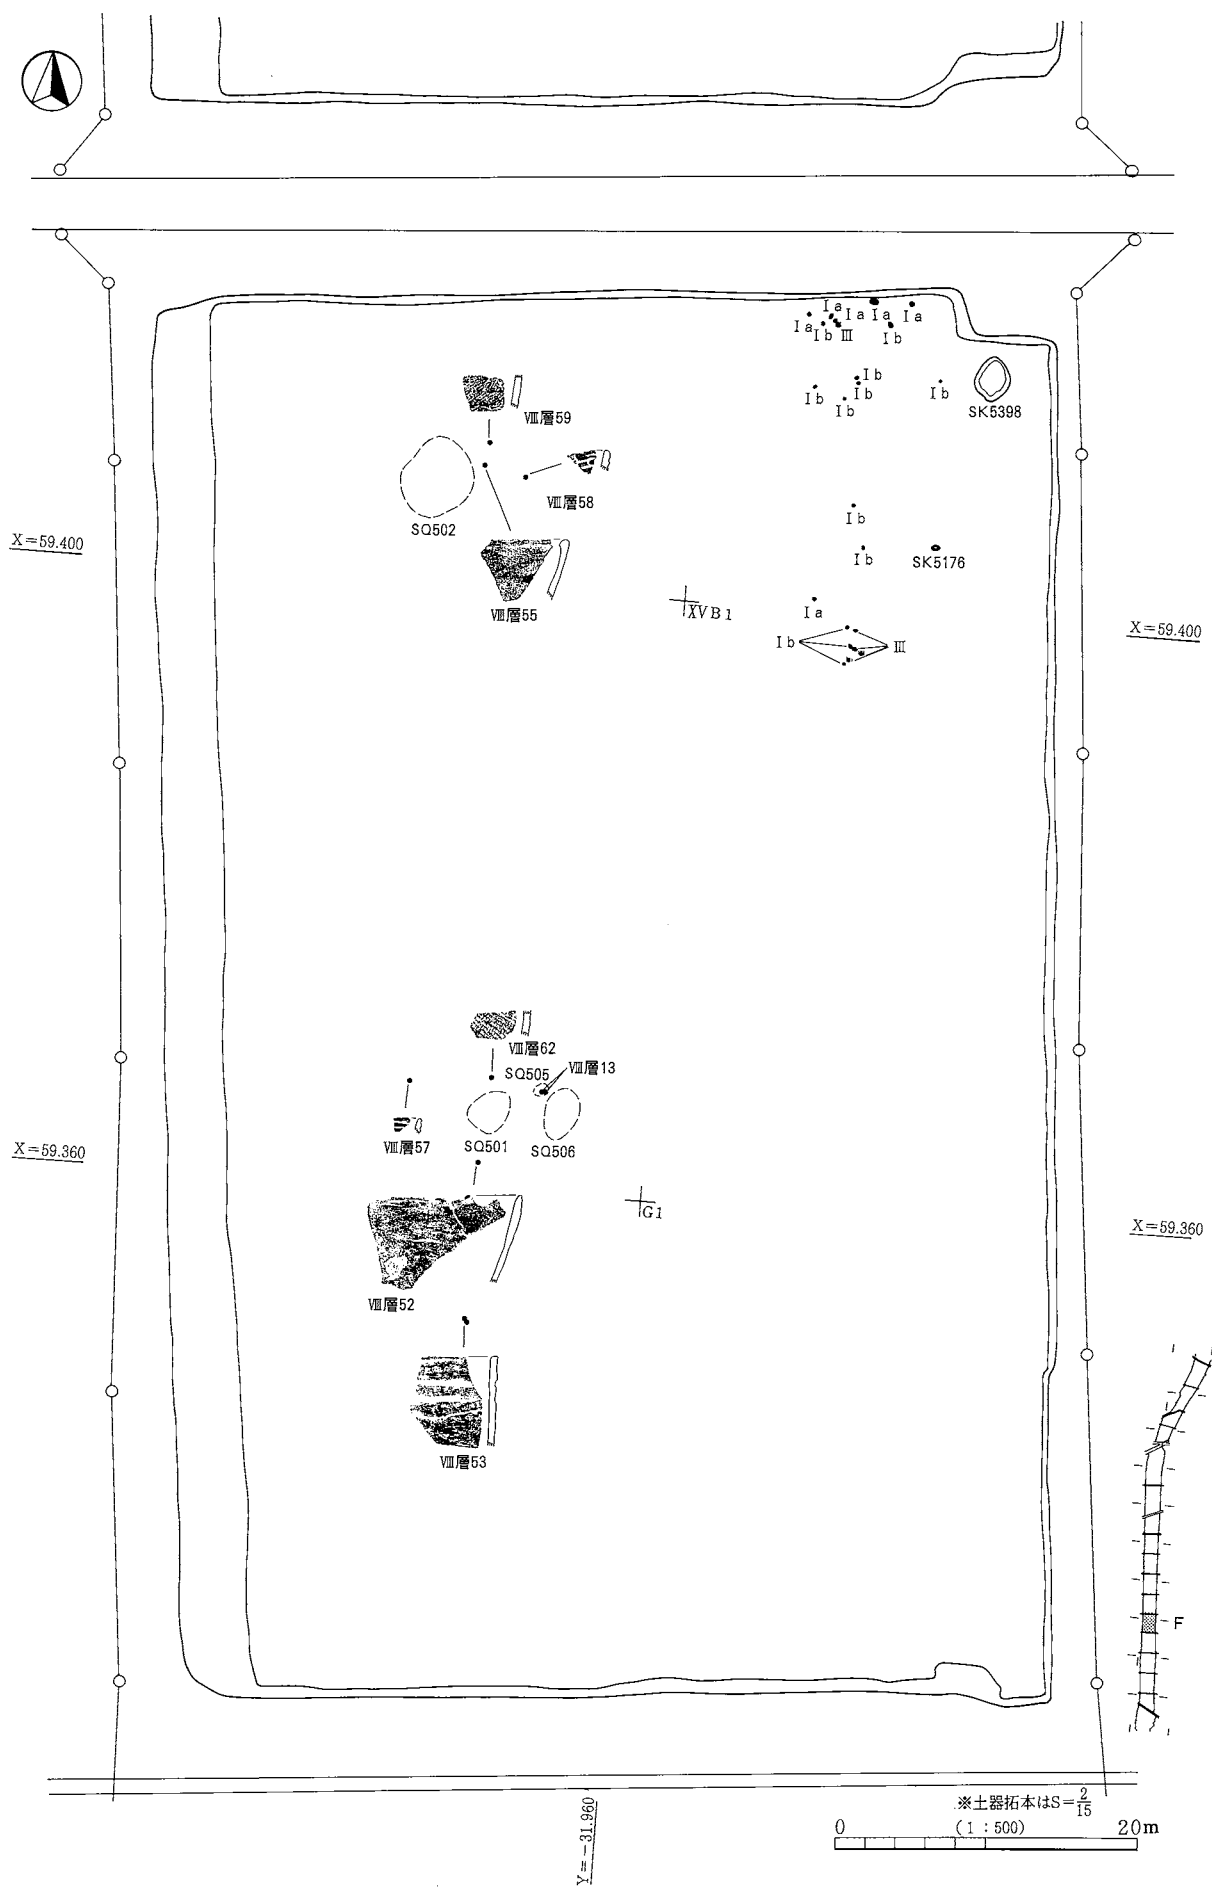 Ⅰa
Ⅰa Ⅰa Ⅰa Ⅰa
Ⅰb Ⅲ Ⅰb
Ⅰb
Ⅰb Ⅰb Ⅰb
Ⅰb
SK5398
Ⅷ層59
Ⅷ層58
SQ502
Ⅰb
X=59.400
Ⅰb
SK5176
Ⅷ層55
XVB1
Ⅰa
X=59.400
Ⅰb Ⅲ
Ⅷ層62
SQ505
Ⅷ層13
X=59.360
Ⅷ層57
SQ501
SQ506
G1
X=59.360
Ⅷ層52
Ⅷ層53
F
Y=-31.960
※土器拓本はS=2/15
0 (1:500) 20m